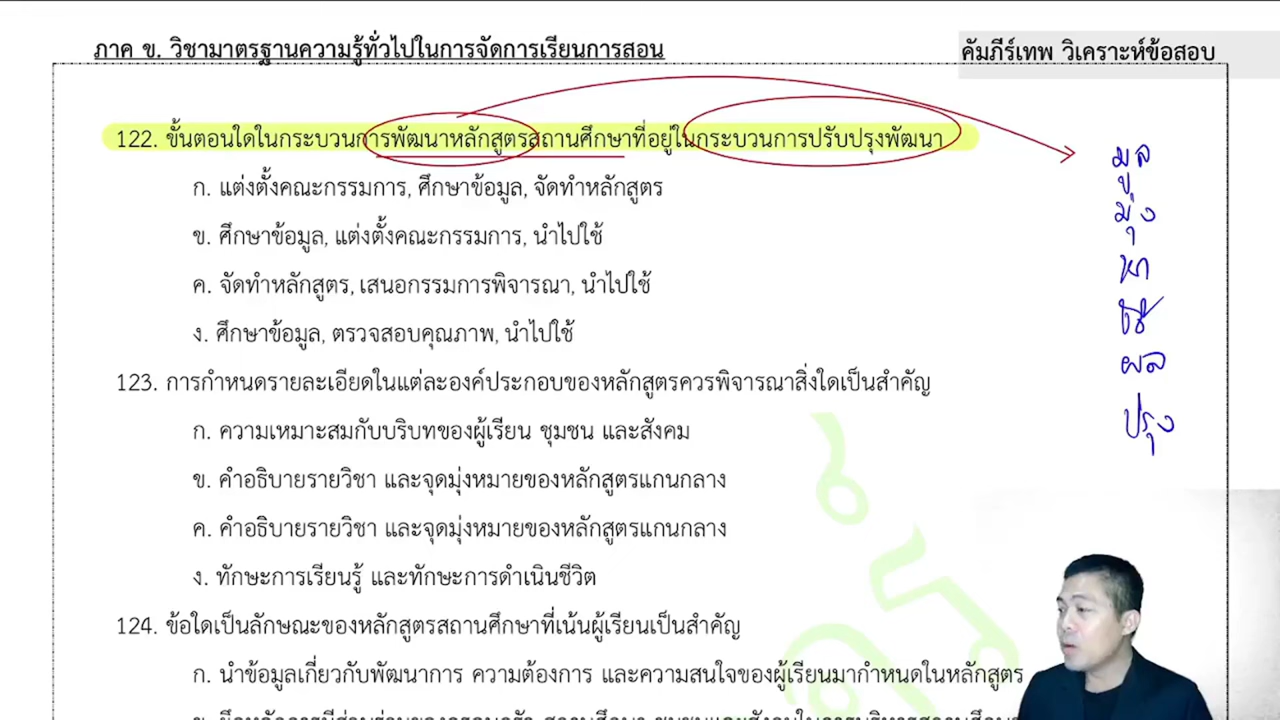 ภาค ข. วิชามาตรฐานความรู้ทั่วไปในการจัดการเรียนการสอน
คัมภีร์เทพ วิเคราะห์ข้อสอบ
122. ขั้นตอนใดในกระบวนการพัฒนาหลักสูตรสถานศึกษาที่อยู่ในกระบวนการปรับปรุงพัฒนา
ก. แต่งตั้งคณะกรรมการ, ศึกษาข้อมูล, จัดทำหลักสูตร
ข. ศึกษาข้อมูล, แต่งตั้งคณะกรรมการ, นำไปใช้
ค. จัดทำหลักสูตร, เสนอกรรมการพิจารณา, นำไปใช้
ง. ศึกษาข้อมูล, ตรวจสอบคุณภาพ, นำไปใช้
มูล
มุ่ง
หา
ใช้
ผล
ปรุง
123. การกำหนดรายละเอียดในแต่ละองค์ประกอบของหลักสูตรควรพิจารณาสิ่งใดเป็นสำคัญ
ก. ความเหมาะสมกับบริบทของผู้เรียน ชุมชน และสังคม
ข. คำอธิบายรายวิชา และจุดมุ่งหมายของหลักสูตรแกนกลาง
ค. คำอธิบายรายวิชา และจุดมุ่งหมายของหลักสูตรแกนกลาง
ง. ทักษะการเรียนรู้ และทักษะการดำเนินชีวิต
124. ข้อใดเป็นลักษณะของหลักสูตรสถานศึกษาที่เน้นผู้เรียนเป็นสำคัญ
ก. นำข้อมูลเกี่ยวกับพัฒนาการ ความต้องการ และความสนใจของผู้เรียนมากำหนดในหลักสูตร